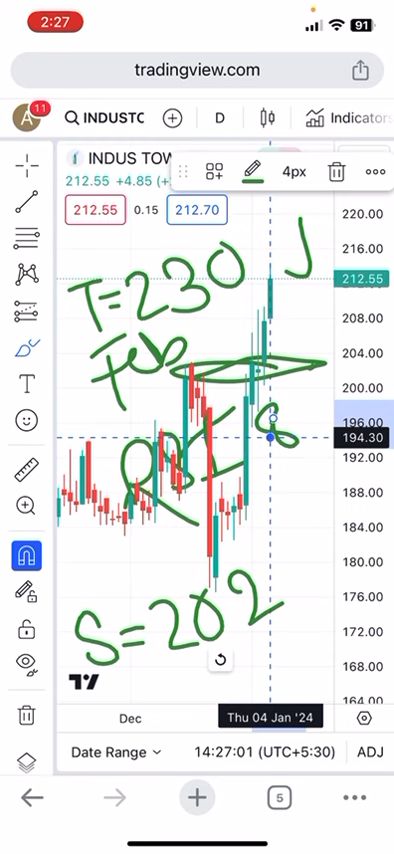 2:27
91
tradingview.com
A 11 INDUSTC D Indicator
INDUS TOW
4px
212.55 +4.85 (+
212.55 0.15 212.70
220.00
216.00
212.55
208.00
204.00
200.00
196.00
194.30
192.00
188.00
184.00
180.00
176.00
172.00
168.00
164.00
T=230 J
Feb
S=202
Dec
Thu 04 Jan '24
Date Range 14:27:01 (UTC+5:30) ADJ
5